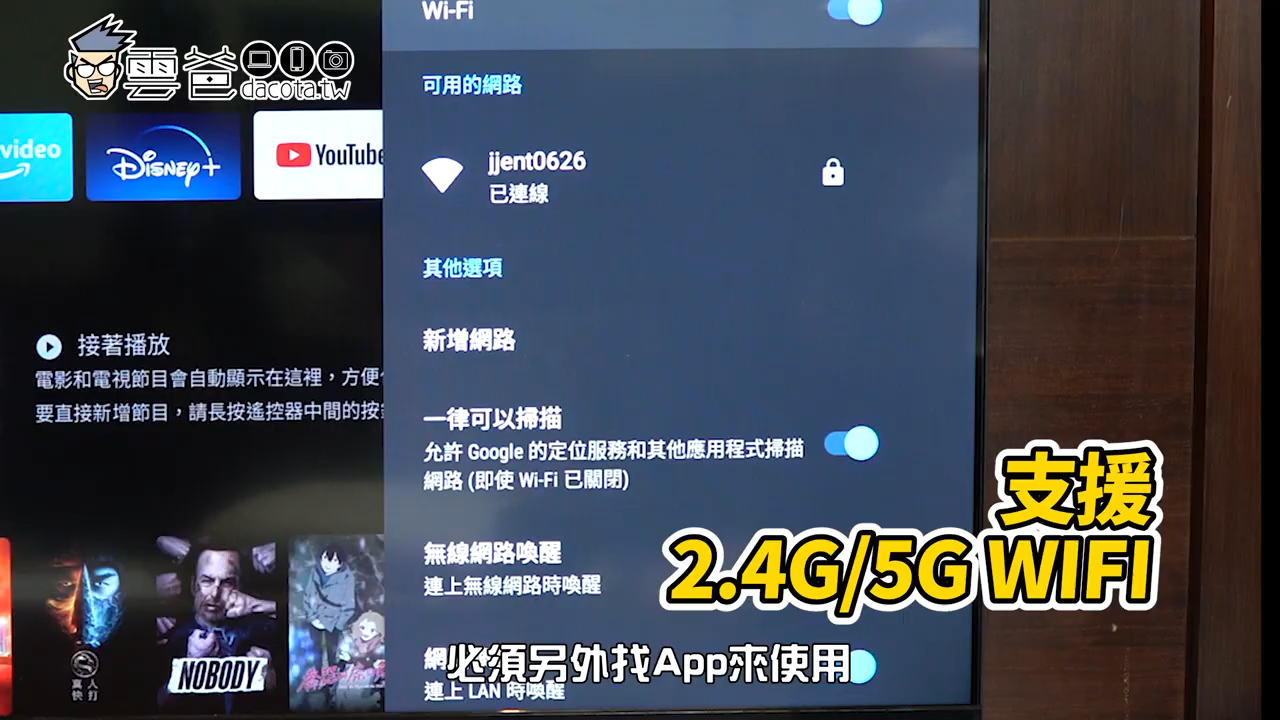 雲爸
dacota.tw
Wi-Fi
可用的網路
video
Disney+
YouTube
jjent0626
已連線
其他選項
新增網路
接著播放
電影和電視節目會自動顯示在這裡，方便
要直接新增節目，請長按遙控器中間的按
一律可以掃描
允許 Google 的定位服務和其他應用程式掃描
網路 (即使 Wi-Fi 已關閉)
支援
2.4G/5G WIFI
無線網路喚醒
連上無線網路時喚醒
真人
快打
NOBODY
網
必須另外找App來使用
連上 LAN 時喚醒